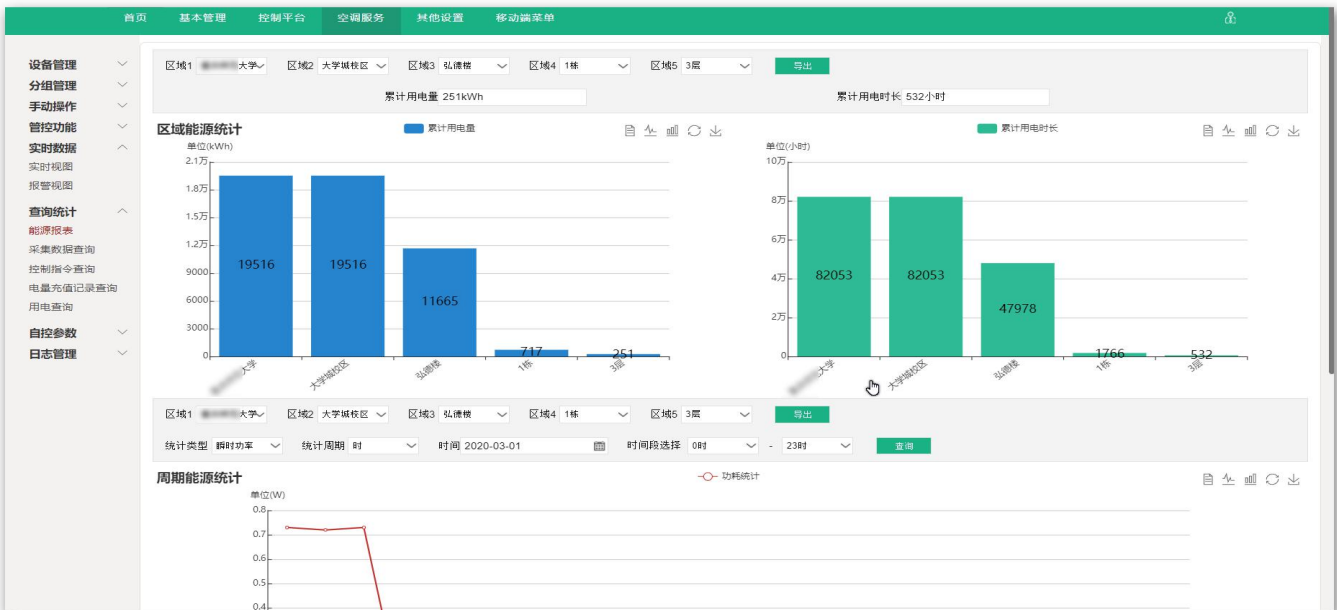 首页 基本管理 控制平台 空调服务 其他设置 移动端菜单
设备管理
分组管理
手动操作
管控功能
实时数据
实时视图
报警视图
查询统计
能源报表
采集数据查询
控制指令查询
电量充值记录查询
用电查询
自控参数
日志管理
区域1 大学 区域2 大学城校区 区域3 弘德楼 区域4 1栋 区域5 3层 导出
累计用电量 251kWh 累计用电时长 532小时
区域能源统计 累计用电量
单位(kWh)
2.1万
1.8万
1.5万
1.2万
9000
6000
3000
0
19516 19516 11665 717 251
大学 大学城校区 弘德楼 1栋 3层
累计用电时长
单位(小时)
10万
8万
6万
4万
2万
0
82053 82053 47978 1766 532
大学 大学城校区 弘德楼 1栋 3层
区域1 大学 区域2 大学城校区 区域3 弘德楼 区域4 1栋 区域5 3层 导出
统计类型 瞬时功率 统计周期 时 时间 2020-03-01 时间段选择 0时 - 23时 查询
周期能源统计 功耗统计
单位(W)
0.8
0.7
0.6
0.5
0.4